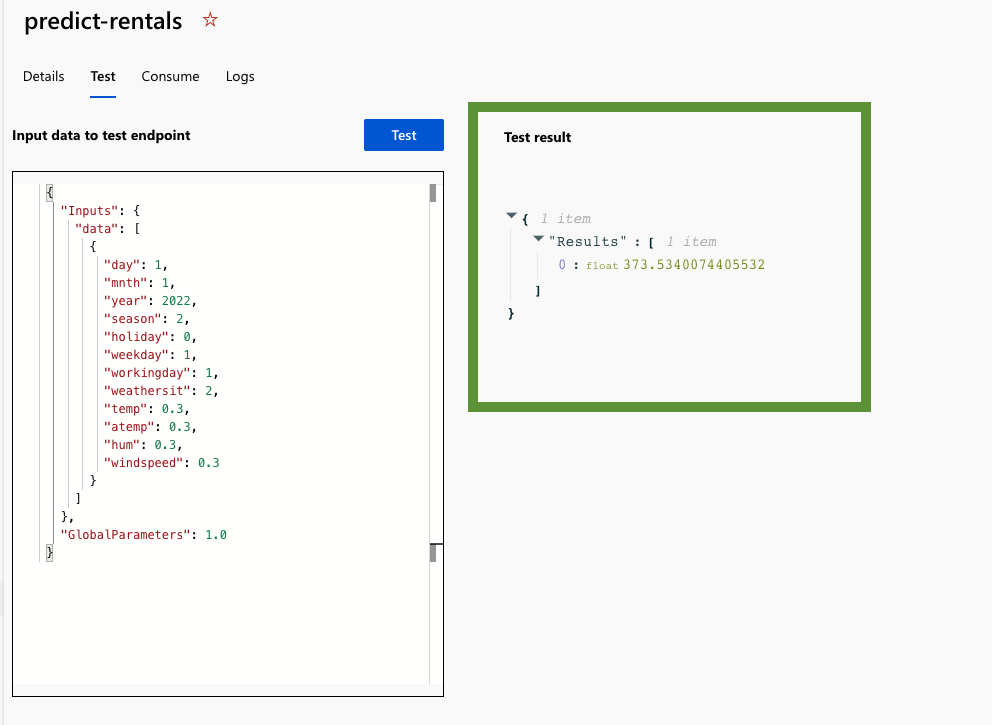 predict-rentals ☆
Details Test Consume Logs
Input data to test endpoint
Test
{
"Inputs": {
"data": [
{
"day": 1,
"mnth": 1,
"year": 2022,
"season": 2,
"holiday": 0,
"weekday": 1,
"workingday": 1,
"weathersit": 2,
"temp": 0.3,
"atemp": 0.3,
"hum": 0.3,
"windspeed": 0.3
}
]
},
"GlobalParameters": 1.0
}
Test result
{ 1 item
"Results" : [ 1 item
0 : float 373.5340074405532
]
}